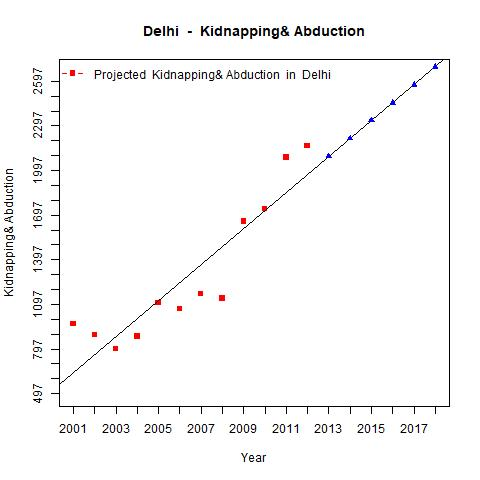 Delhi - Kidnapping& Abduction
Projected Kidnapping& Abduction in Delhi
Kidnapping& Abduction
2597
2297
1997
1697
1397
1097
797
497
2001 2003 2005 2007 2009 2011 2013 2015 2017
Year